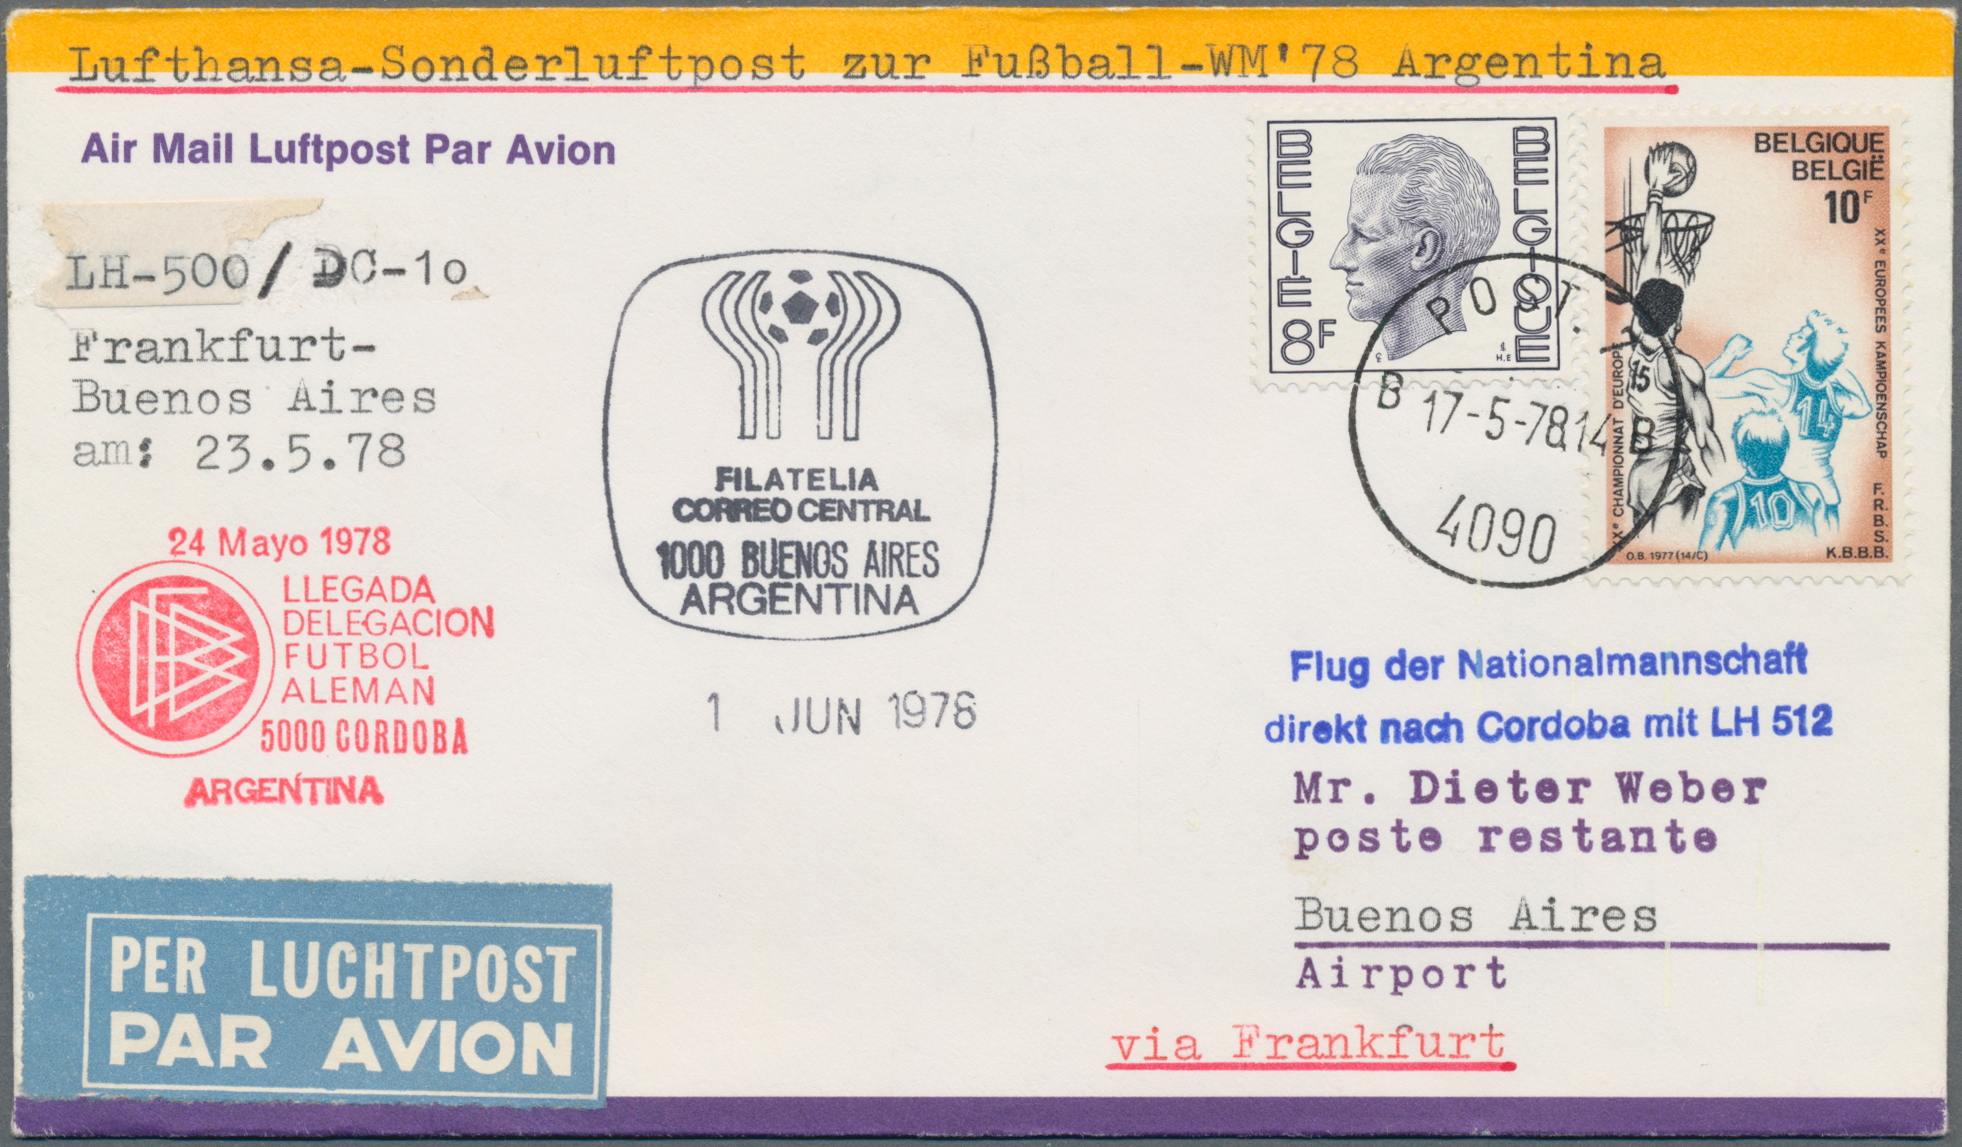 Lufthansa-Sonderluftpost zur Fußball-WM'78 Argentina
Air Mail Luftpost Par Avion
LH-500/ DC-1o
Frankfurt-
Buenos Aires
am: 23.5.78
24 Mayo 1978
LLEGADA
DELEGACION
FUTBOL
ALEMAN
5000 CORDOBA
ARGENTINA
DFB
FILATELIA
CORREO CENTRAL
1000 BUENOS AIRES
ARGENTINA
1 JUN 1978
BELGIE
BELGIQUE
8F
H.E
BELGIQUE
BELGIË
10F
XXe EUROPEES KAMPIOENSCHAP
XXe CHAMPIONNAT D'EUROPE
15
14
10
F.R.B.S.
K.B.B.B.
O.B. 1977 (14/C)
POST.
B 17-5-78 14 B
4090
Flug der Nationalmannschaft
direkt nach Cordoba mit LH 512
Mr. Dieter Weber
poste restante
Buenos Aires
Airport
via Frankfurt
PER LUCHTPOST
PAR AVION